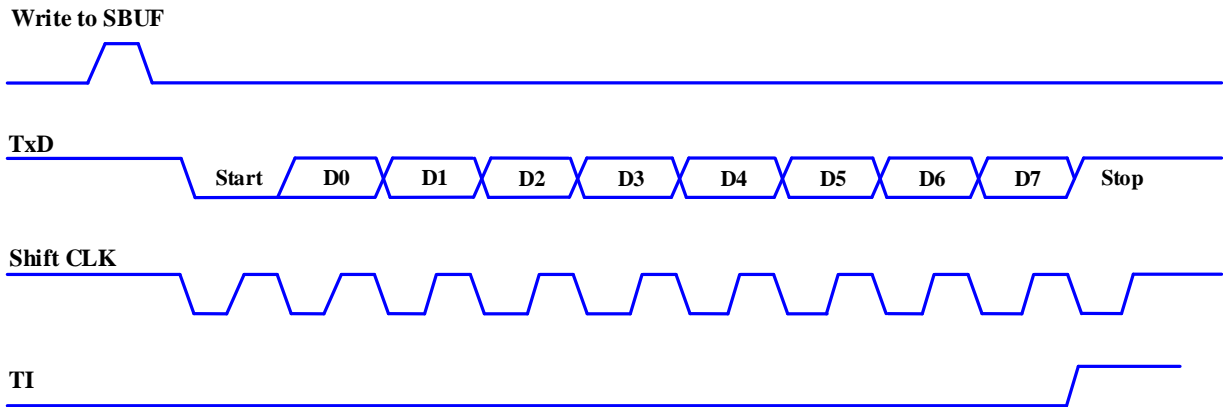 Write to SBUF
TxD
Start D0 D1 D2 D3 D4 D5 D6 D7 Stop
Shift CLK
TI